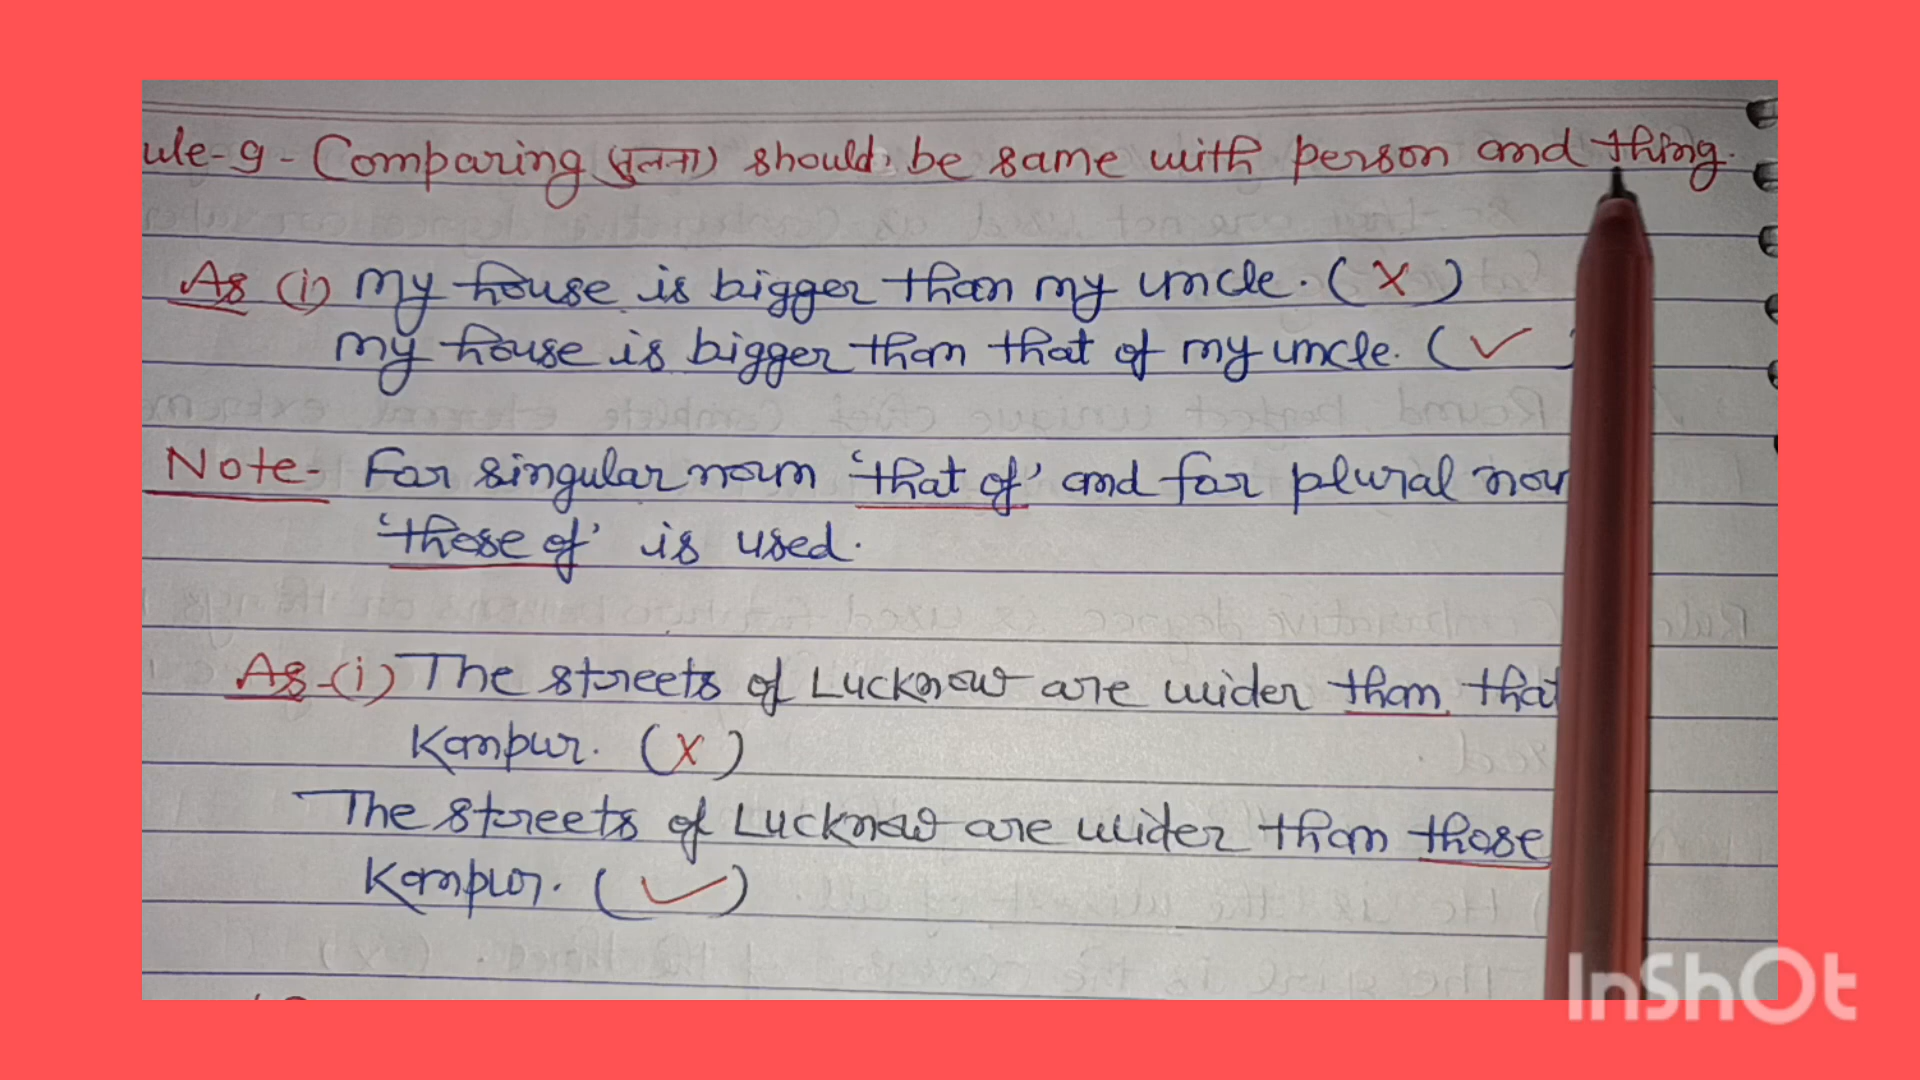 ule-9- Comparing (तुलना) should be same with person and thing.
As (i) My house is bigger than my uncle. (X)
My house is bigger than that of my uncle. (✓
Note- For singular noun 'that of' and for plural nou
'those of' is used.
As-(i) The streets of Lucknow are wider than that
Kanpur. (X)
The streets of Lucknow are wider than those
Kanpur. (✓)
InShOt